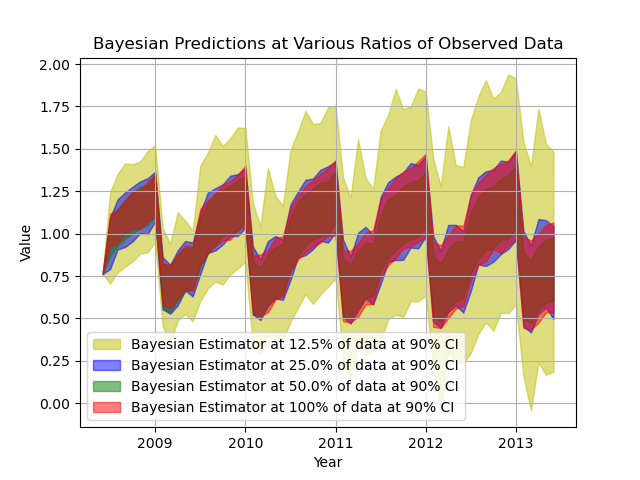 Bayesian Predictions at Various Ratios of Observed Data
2.00
1.75
1.50
1.25
1.00
0.75
0.50
0.25
0.00
Value
Bayesian Estimator at 12.5% of data at 90% CI
Bayesian Estimator at 25.0% of data at 90% CI
Bayesian Estimator at 50.0% of data at 90% CI
Bayesian Estimator at 100% of data at 90% CI
2009 2010 2011 2012 2013
Year